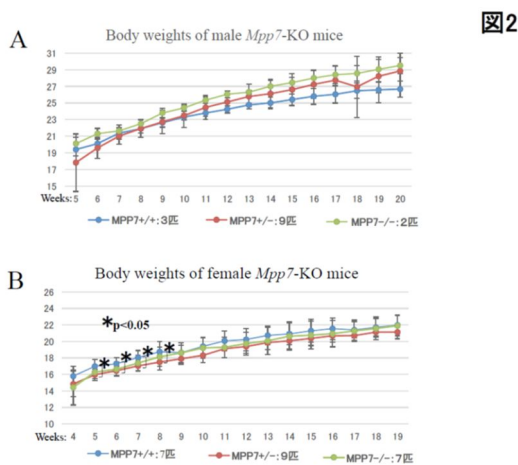 図2
A
Body weights of male Mpp7-KO mice
31
29
27
25
23
21
19
17
15
Weeks: 5 6 7 8 9 10 11 12 13 14 15 16 17 18 19 20
MPP7+/+:3匹 MPP7+/-:9匹 MPP7-/-:2匹
B
Body weights of female Mpp7-KO mice
26
24
22
20
18
16
14
12
10
*p<0.05
* * * *
Weeks: 4 5 6 7 8 9 10 11 12 13 14 15 16 17 18 19
MPP7+/+:7匹 MPP7+/-:9匹 MPP7-/-:7匹